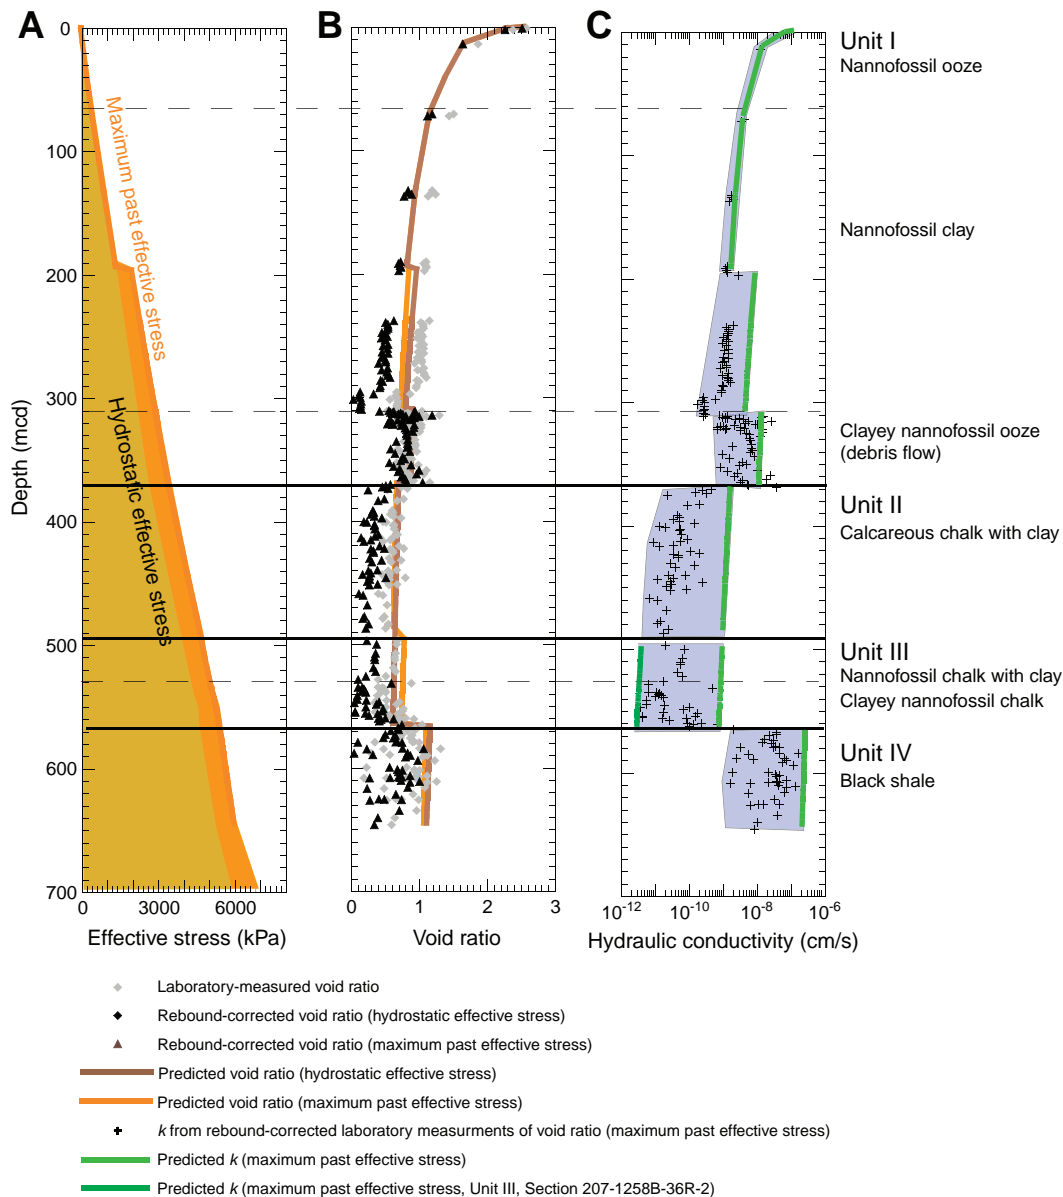 A
B
C
0
100
200
300
400
500
600
700
Depth (mcd)
Maximum past effective stress
Hydrostatic effective stress
0
3000
6000
Effective stress (kPa)
0
1
2
3
Void ratio
10-12
10-10
10-8
10-6
Hydraulic conductivity (cm/s)
Unit I
Nannofossil ooze
Nannofossil clay
Clayey nannofossil ooze
(debris flow)
Unit II
Calcareous chalk with clay
Unit III
Nannofossil chalk with clay
Clayey nannofossil chalk
Unit IV
Black shale
Laboratory-measured void ratio
Rebound-corrected void ratio (hydrostatic effective stress)
Rebound-corrected void ratio (maximum past effective stress)
Predicted void ratio (hydrostatic effective stress)
Predicted void ratio (maximum past effective stress)
k from rebound-corrected laboratory measurments of void ratio (maximum past effective stress)
Predicted k (maximum past effective stress)
Predicted k (maximum past effective stress, Unit III, Section 207-1258B-36R-2)